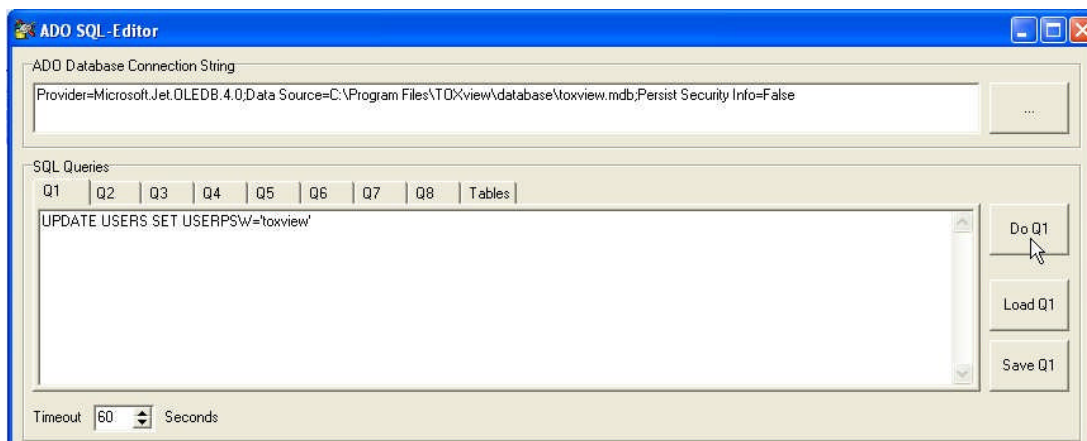 ADO SQL-Editor
ADO Database Connection String
Provider=Microsoft.Jet.OLEDB.4.0;Data Source=C:\Program Files\TOXview\database\toxview.mdb;Persist Security Info=False
...
SQL Queries
Q1 Q2 Q3 Q4 Q5 Q6 Q7 Q8 Tables
UPDATE USERS SET USERPSW='toxview'
Do Q1
Load Q1
Save Q1
Timeout 60 Seconds